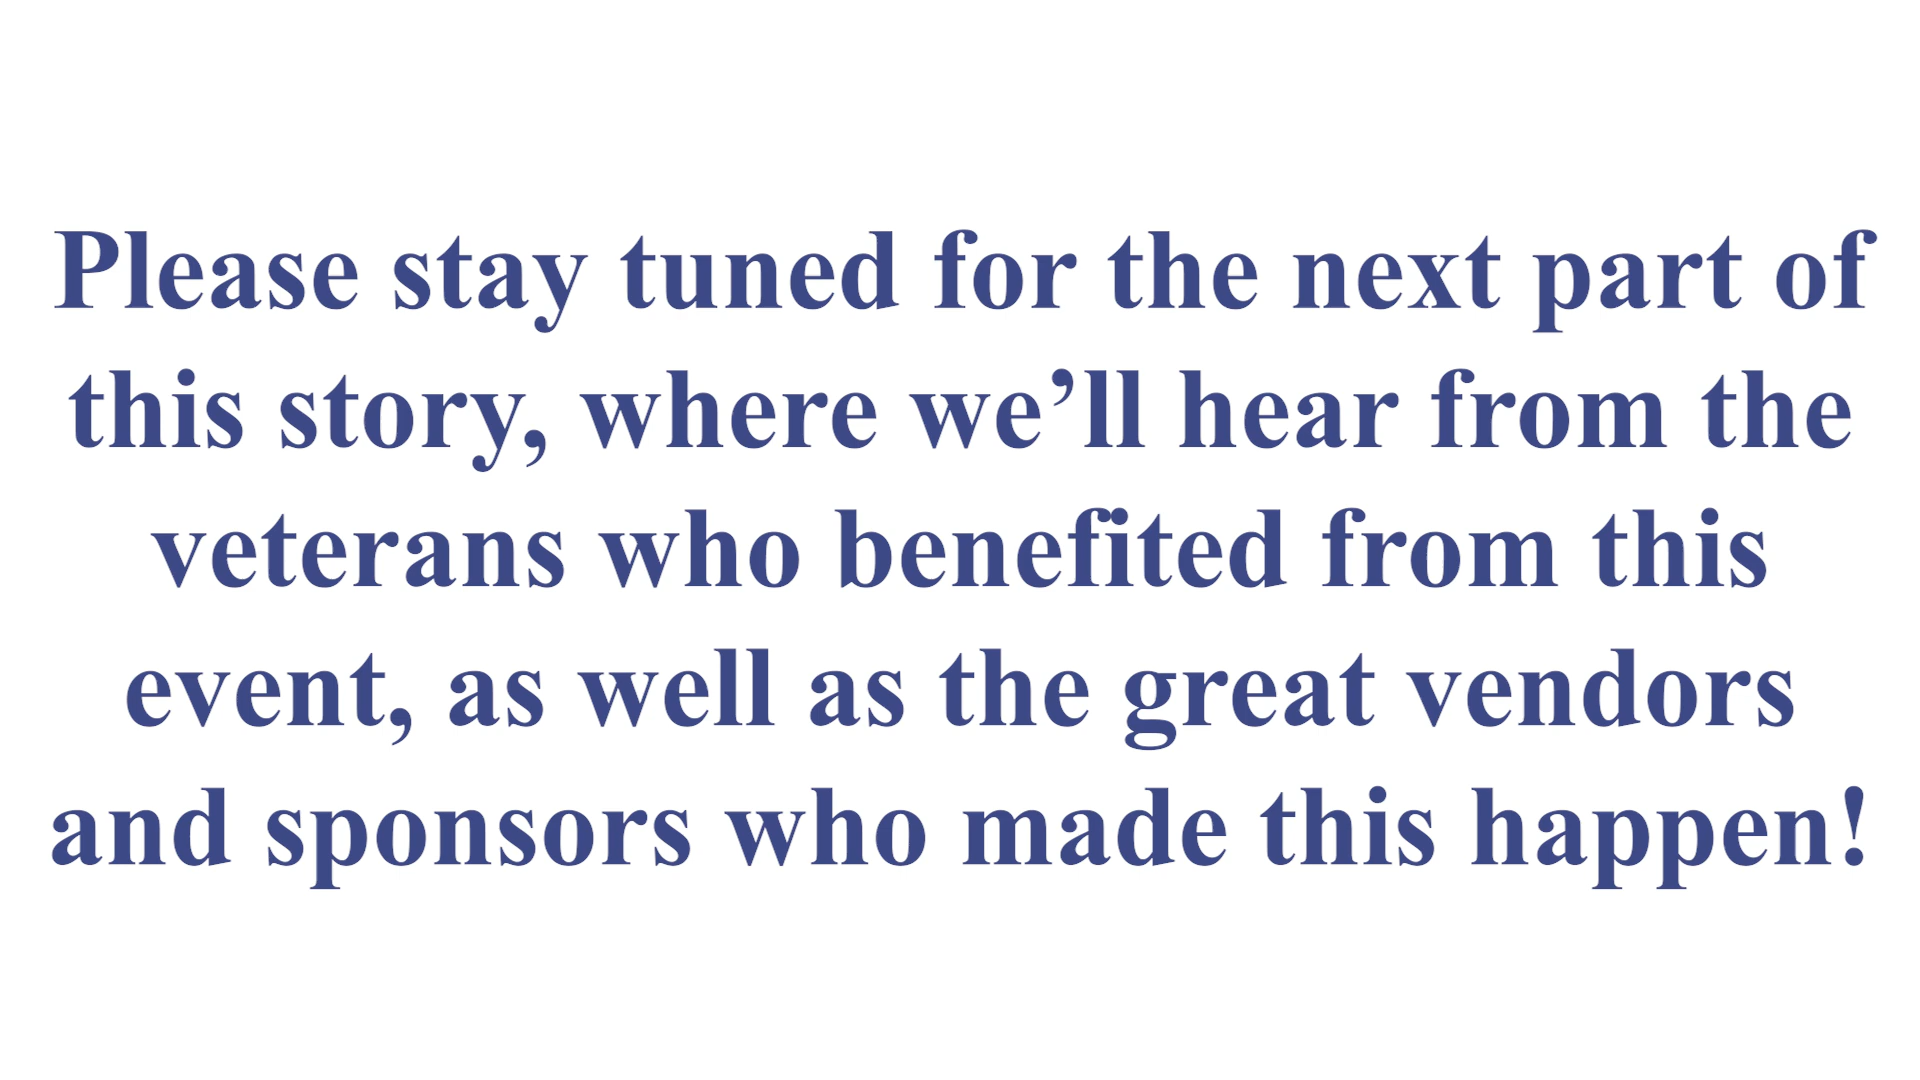 Please stay tuned for the next part of
this story, where we’ll hear from the
veterans who benefited from this
event, as well as the great vendors
and sponsors who made this happen!